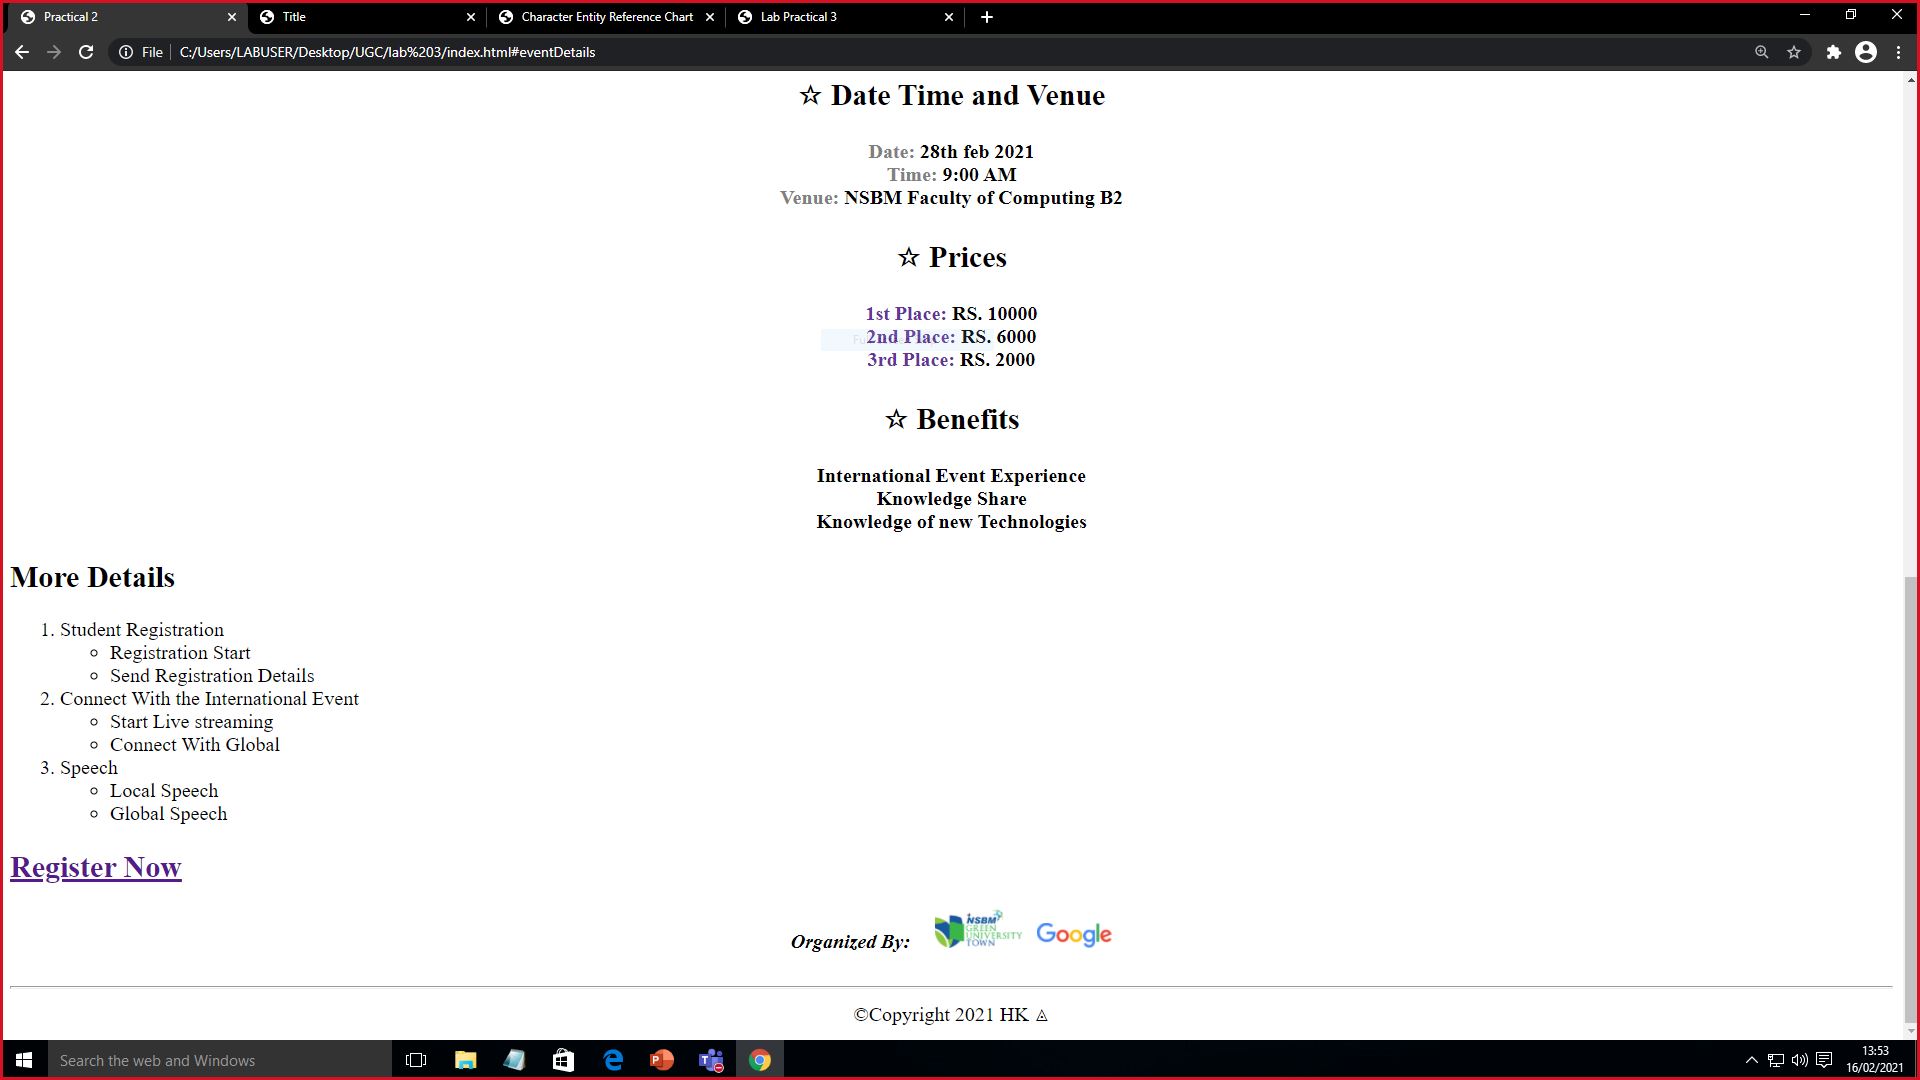 Practical 2
Title
Character Entity Reference Chart
Lab Practical 3
File
C:/Users/LABUSER/Desktop/UGC/lab%203/index.html#eventDetails
☆ Date Time and Venue
Date: 28th feb 2021
Time: 9:00 AM
Venue: NSBM Faculty of Computing B2
☆ Prices
1st Place: RS. 10000
2nd Place: RS. 6000
3rd Place: RS. 2000
☆ Benefits
International Event Experience
Knowledge Share
Knowledge of new Technologies
More Details
1. Student Registration
Registration Start
Send Registration Details
2. Connect With the International Event
Start Live streaming
Connect With Global
3. Speech
Local Speech
Global Speech
Register Now
Organized By:
NSBM
GREEN
UNIVERSITY
TOWN
Google
©Copyright 2021 HK ◬
Search the web and Windows
13:53
16/02/2021